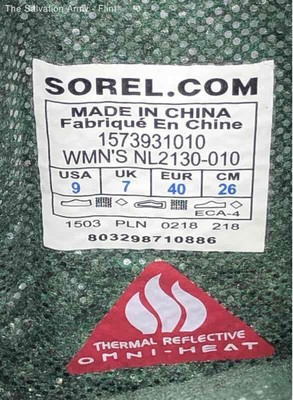 The Salvation Army - Flint
SOREL.COM
MADE IN CHINA
Fabriqué En Chine
1573931010
WMN'S NL2130-010
USA UK EUR CM
9 7 40 26
ECA-4
1503 PLN 0218 218
803298710886
THERMAL REFLECTIVE
OMNI-HEAT